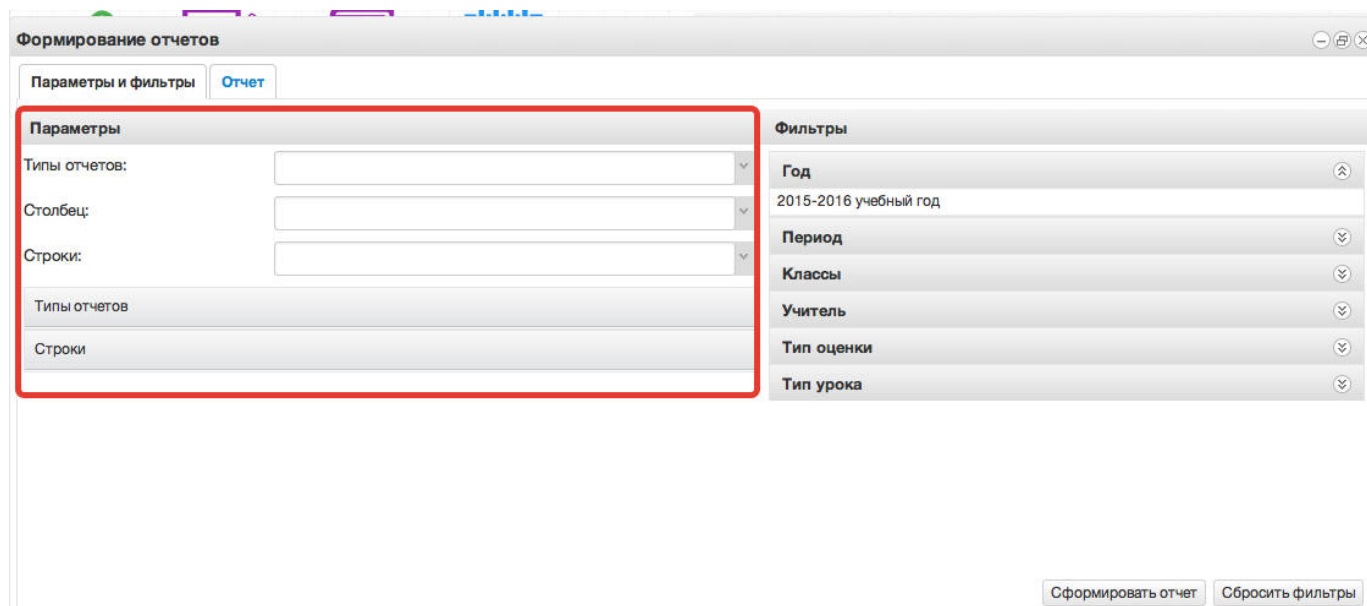 Формирование отчетов
Параметры и фильтры
Отчет
Параметры
Типы отчетов:
Столбец:
Строки:
Типы отчетов
Строки
Фильтры
Год
2015-2016 учебный год
Период
Классы
Учитель
Тип оценки
Тип урока
Сформировать отчет
Сбросить фильтры